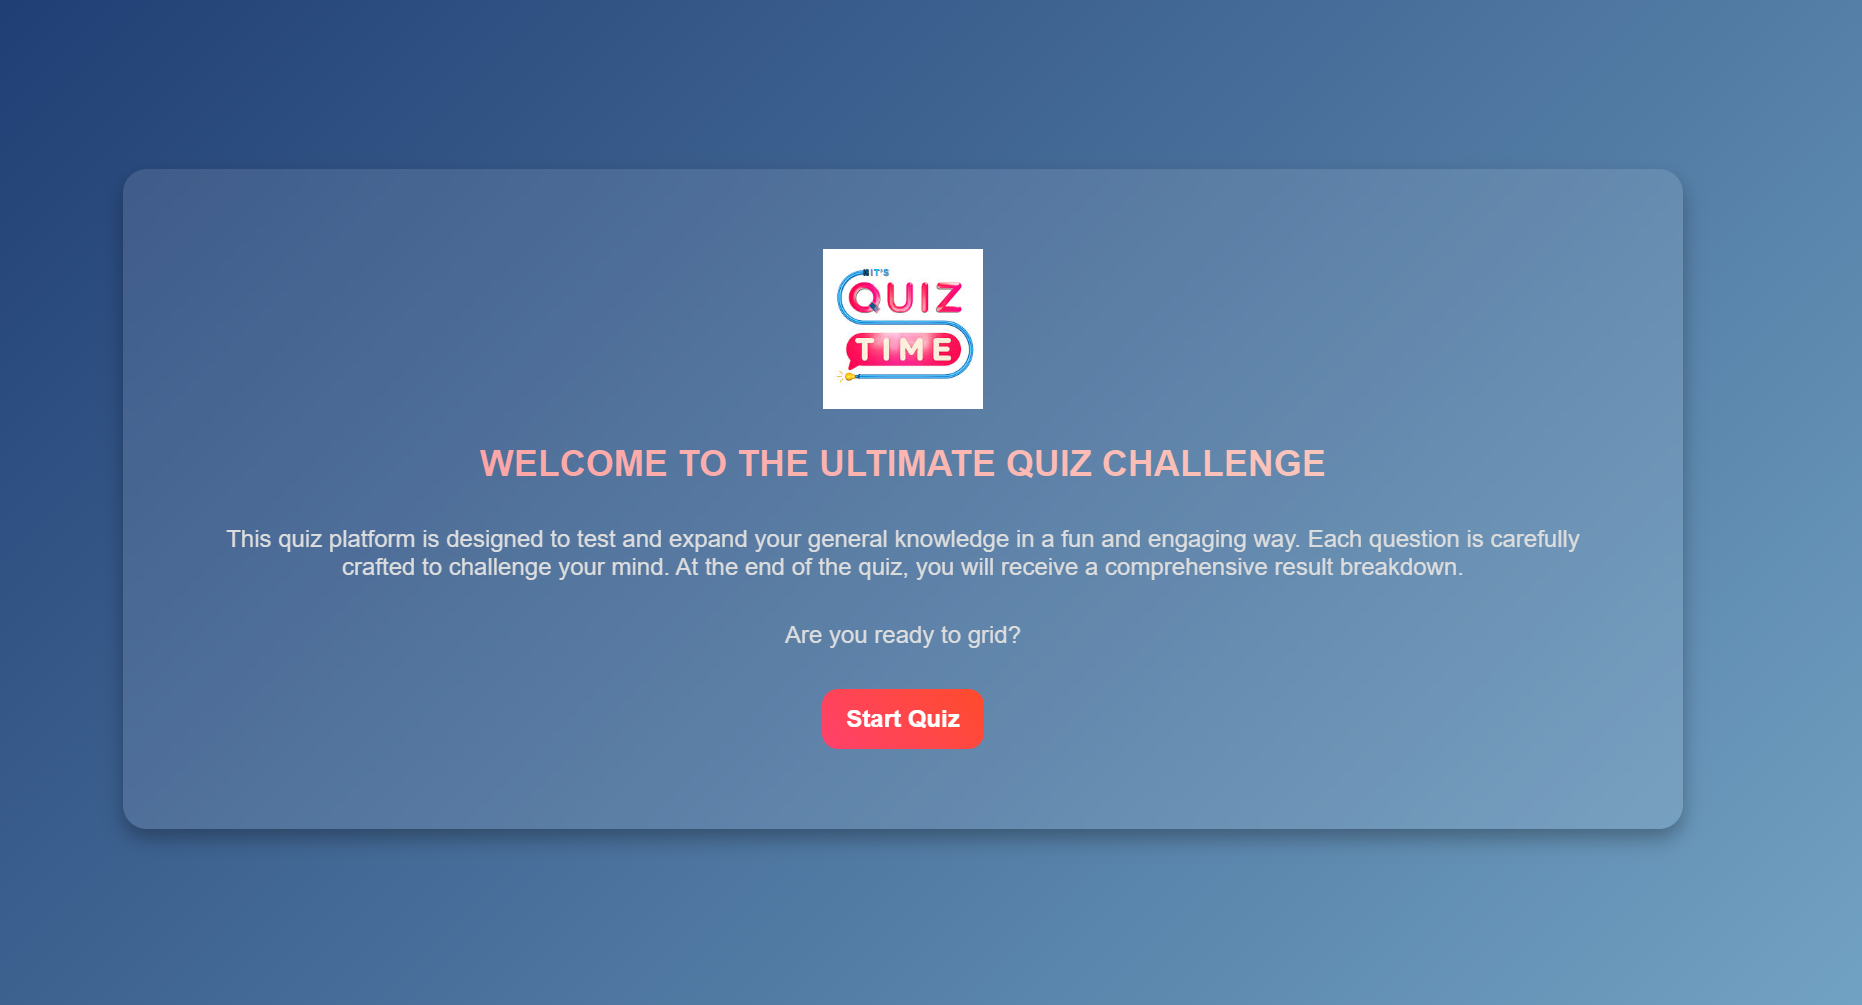 IT'S
QUIZ
TIME
WELCOME TO THE ULTIMATE QUIZ CHALLENGE
This quiz platform is designed to test and expand your general knowledge in a fun and engaging way. Each question is carefully
crafted to challenge your mind. At the end of the quiz, you will receive a comprehensive result breakdown.
Are you ready to grid?
Start Quiz